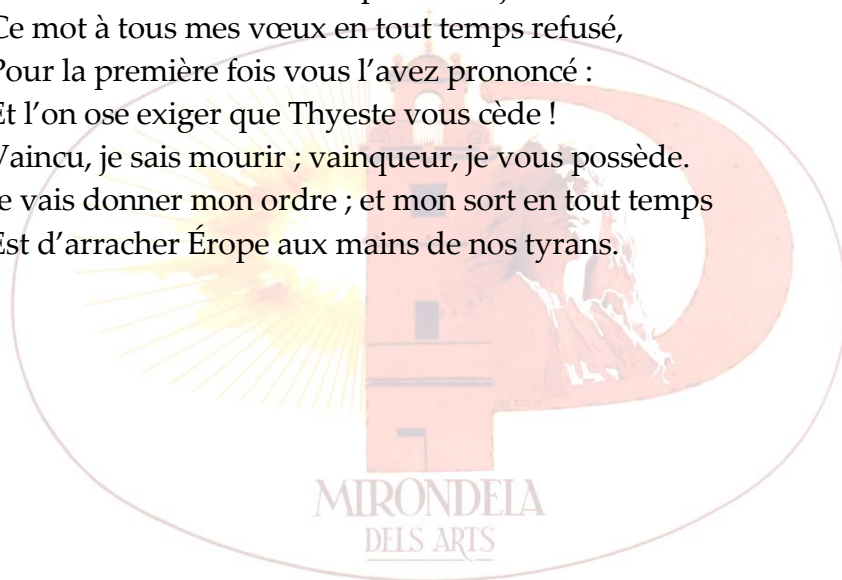 Ce mot à tous mes vœux en tout temps refusé,
Pour la première fois vous l’avez prononcé :
Et l’on ose exiger que Thyeste vous cède !
Vaincu, je sais mourir ; vainqueur, je vous possède.
Je vais donner mon ordre ; et mon sort en tout temps
Est d’arracher Érope aux mains de nos tyrans.
MIRONDELA
DELS ARTS